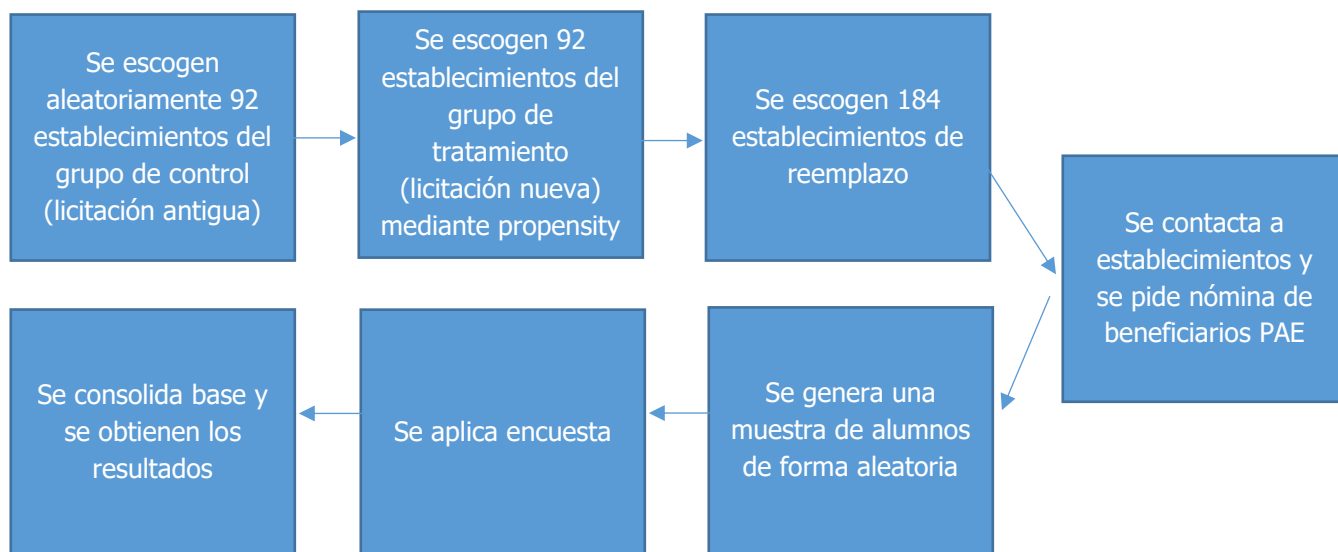 Se escogen
aleatoriamente 92
establecimientos del
grupo de control
(licitación antigua)
Se escogen 92
establecimientos del
grupo de
tratamiento
(licitación nueva)
mediante propensity
Se escogen 184
establecimientos de
reemplazo
Se contacta a
establecimientos y
se pide nómina de
beneficiarios PAE
Se genera una
muestra de alumnos
de forma aleatoria
Se aplica encuesta
Se consolida base y
se obtienen los
resultados